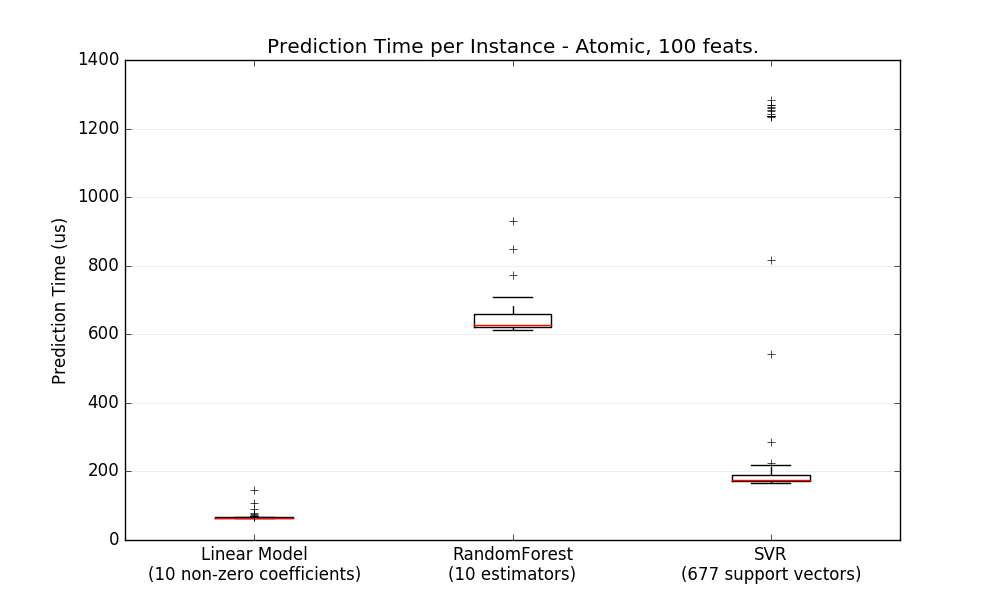 Prediction Time per Instance - Atomic, 100 feats.
1400
1200
1000
800
600
400
200
0
Prediction Time (us)
Linear Model
(10 non-zero coefficients)
RandomForest
(10 estimators)
SVR
(677 support vectors)